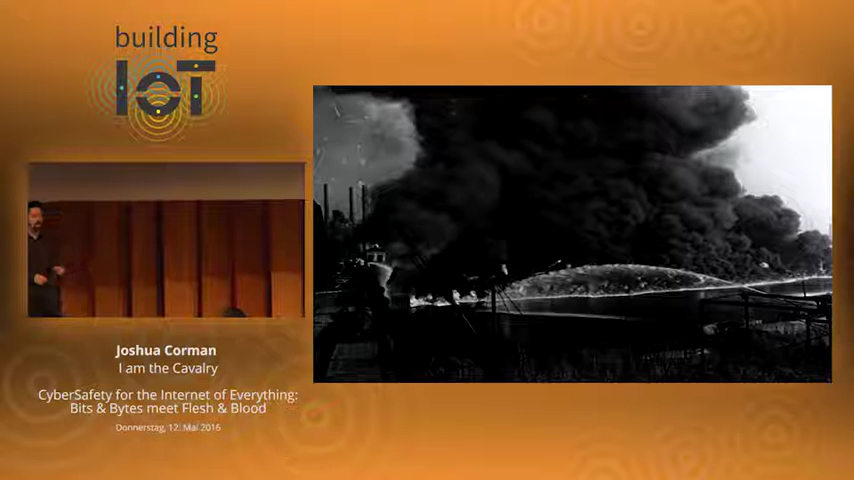 building
IoT
Joshua Corman
I am the Cavalry
CyberSafety for the Internet of Everything:
Bits & Bytes meet Flesh & Blood
Donnerstag, 12. Mai 2016